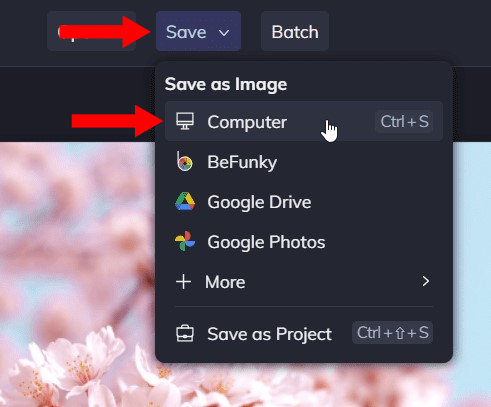 Save
Batch
Save as Image
Computer
Ctrl + S
BeFunky
Google Drive
Google Photos
More
Save as Project
Ctrl + ⇧ + S